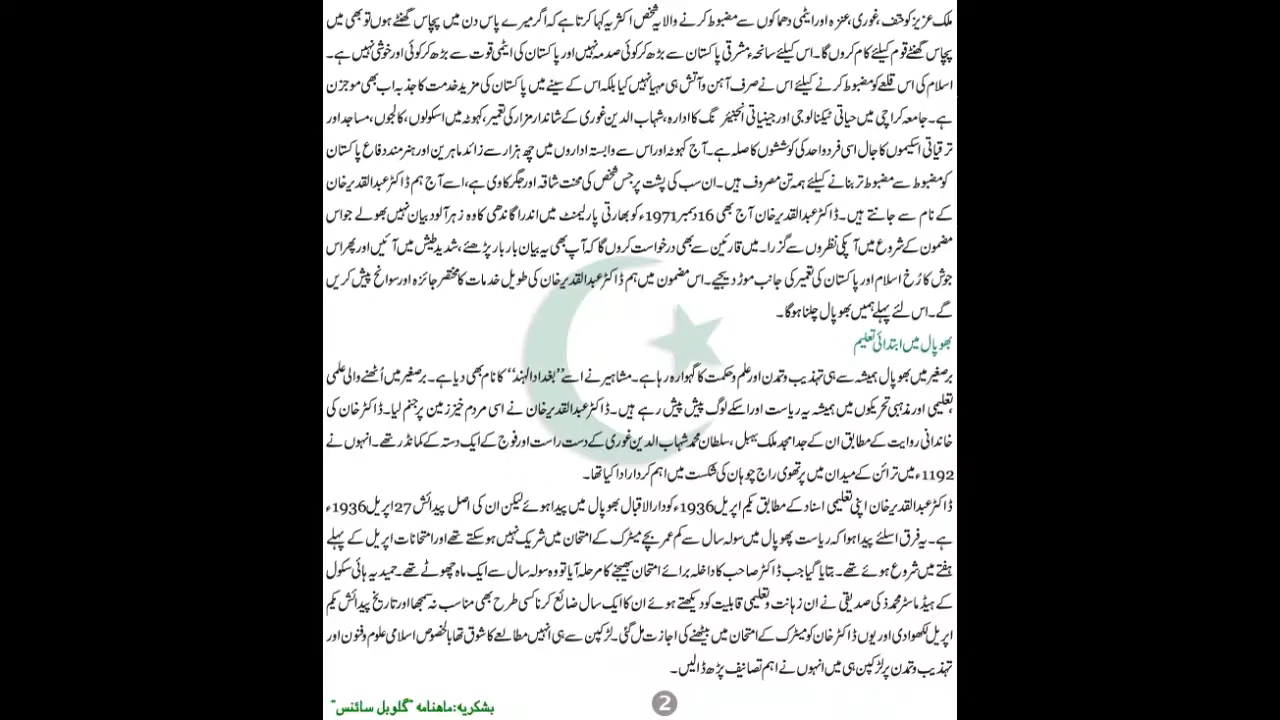 ملک عزیز کو حتف، غوری، عنزہ اور ایٹمی دھماکوں سے مضبوط کرنے والا یہ شخص اکثر یہ کہا کرتا ہے کہ اگر میرے پاس دن میں پچاس گھنٹے ہوں تو بھی میں
پچاس گھنٹے قوم کیلئے کام کروں گا۔ اس کیلئے سانحہء مشرقی پاکستان سے بڑھ کر کوئی صدمہ نہیں اور پاکستان کی ایٹمی قوت سے بڑھ کر کوئی اور خوشی نہیں ہے۔
اسلام کی اس قلعے کو مضبوط کرنے کیلئے اس نے صرف آہن و آتش ہی مہیا نہیں کیا بلکہ اس کے سینے میں پاکستان کی مزید خدمت کا جذبہ اب بھی موجزن
ہے۔ جامعہ کراچی میں حیاتی ٹیکنالوجی اور جینیاتی انجینئرنگ کا ادارہ، شہاب الدین غوری کے شاندار مزار کی تعمیر، کہوٹہ میں اسکولوں، کالجوں، مساجد اور
ترقیاتی اسکیموں کا جال اسی فرد واحد کی کوششوں کا صلہ ہے۔ آج کہوٹہ اور اس سے وابستہ اداروں میں چھ ہزار سے زائد ماہرین اور ہنرمند دفاع پاکستان
کو مضبوط سے مضبوط تر بنانے کیلئے ہمہ تن مصروف ہیں۔ ان سب کی پشت پر جس شخص کی محنت شاقہ اور جگر کاوی ہے، اسے آج ہم ڈاکٹر عبدالقدیر خان
کے نام سے جانتے ہیں۔ ڈاکٹر عبدالقدیر خان آج بھی 16 دسمبر 1971ء کو بھارتی پارلیمنٹ میں اندرا گاندھی کا وہ زہر آلود بیان نہیں بھولے جو اس
مضمون کے شروع میں آپکی نظروں سے گزرا۔ میں قارئین سے بھی درخواست کروں گا کہ آپ بھی یہ بیان بار بار پڑھئے، شدید طیش میں آئیں اور پھر اس
جوش کا رُخ اسلام اور پاکستان کی تعمیر کی جانب موڑ دیجیے۔ اس مضمون میں ہم ڈاکٹر عبدالقدیر خان کی طویل خدمات کا مختصر جائزہ اور سوانح پیش کریں
گے۔ اس لئے پہلے ہمیں بھوپال چلنا ہوگا۔
بھوپال میں ابتدائی تعلیم
برصغیر میں بھوپال ہمیشہ سے ہی تہذیب و تمدن اور علم و حکمت کا گہوارہ رہا ہے۔ مشاہیر نے اسے ”بغداد الہند“ کا نام بھی دیا ہے۔ برصغیر میں اُٹھنے والی علمی
،تعلیمی اور مذہبی تحریکوں میں ہمیشہ یہ ریاست اور اسکے لوگ پیش پیش رہے ہیں۔ ڈاکٹر عبدالقدیر خان نے اسی مردم خیز زمین پر جنم لیا۔ ڈاکٹر خان کی
خاندانی روایت کے مطابق ان کے جد امجد ملک بہبل، سلطان محمد شہاب الدین غوری کے دست راست اور فوج کے ایک دستہ کے کمانڈر تھے۔ انہوں نے
1192ء میں ترائن کے میدان میں پرتھوی راج چوہان کی شکست میں اہم کردار ادا کیا تھا۔
ڈاکٹر عبدالقدیر خان اپنی تعلیمی اسناد کے مطابق یکم اپریل 1936ء کو دارالاقبال بھوپال میں پیدا ہوئے لیکن ان کی اصل پیدائش 27 اپریل 1936ء
ہے۔ یہ فرق اسلئے پیدا ہوا کہ ریاست بھوپال میں سولہ سال سے کم عمر بچے میٹرک کے امتحان میں شریک نہیں ہو سکتے تھے اور امتحانات اپریل کے پہلے
ہفتے میں شروع ہوئے تھے۔ بتایا گیا جب ڈاکٹر صاحب کا داخلہ برائے امتحان بھیجنے کا مرحلہ آیا تو وہ سولہ سال سے ایک ماہ چھوٹے تھے۔ حمیدیہ ہائی سکول
کے ہیڈ ماسٹر محمد ذکی صدیقی نے ان زہانت و تعلیمی قابلیت کو دیکھتے ہوئے ان کا ایک سال ضائع کرنا کسی طرح بھی مناسب نہ سمجھا اور تاریخ پیدائش یکم
اپریل لکھوادی اور یوں ڈاکٹر خان کو میٹرک کے امتحان میں بیٹھنے کی اجازت مل گئی۔ لڑکپن سے ہی انہیں مطالعے کا شوق تھا بالخصوص اسلامی علوم و فنون اور
تہذیب و تمدن پر لڑکپن ہی میں انہوں نے اہم تصانیف پڑھ ڈالیں۔
2
بشکریہ: ماھنامہ "گلوبل سائنس"